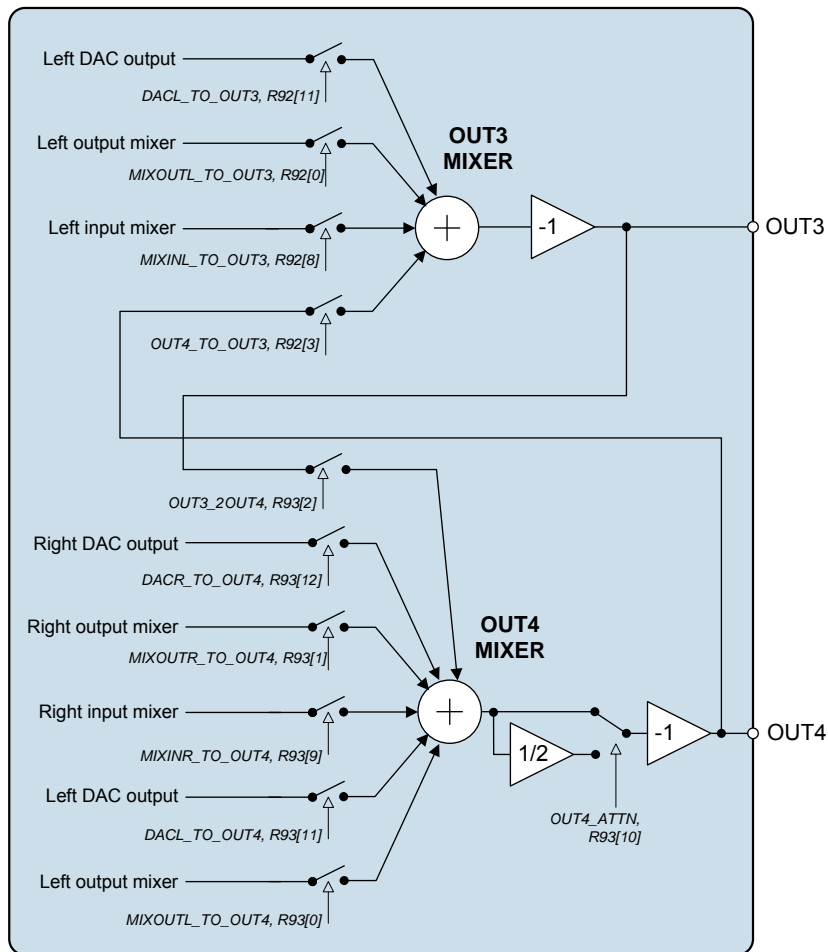 Left DAC output
DACL_TO_OUT3, R92[11]
OUT3
MIXER
Left output mixer
MIXOUTL_TO_OUT3, R92[0]
Left input mixer
MIXINL_TO_OUT3, R92[8]
+
-1
OUT3
OUT4_TO_OUT3, R92[3]
OUT3_2OUT4, R93[2]
Right DAC output
DACR_TO_OUT4, R93[12]
OUT4
MIXER
Right output mixer
MIXOUTR_TO_OUT4, R93[1]
Right input mixer
MIXINR_TO_OUT4, R93[9]
+
1/2
-1
OUT4
OUT4_ATTN,
R93[10]
Left DAC output
DACL_TO_OUT4, R93[11]
Left output mixer
MIXOUTL_TO_OUT4, R93[0]